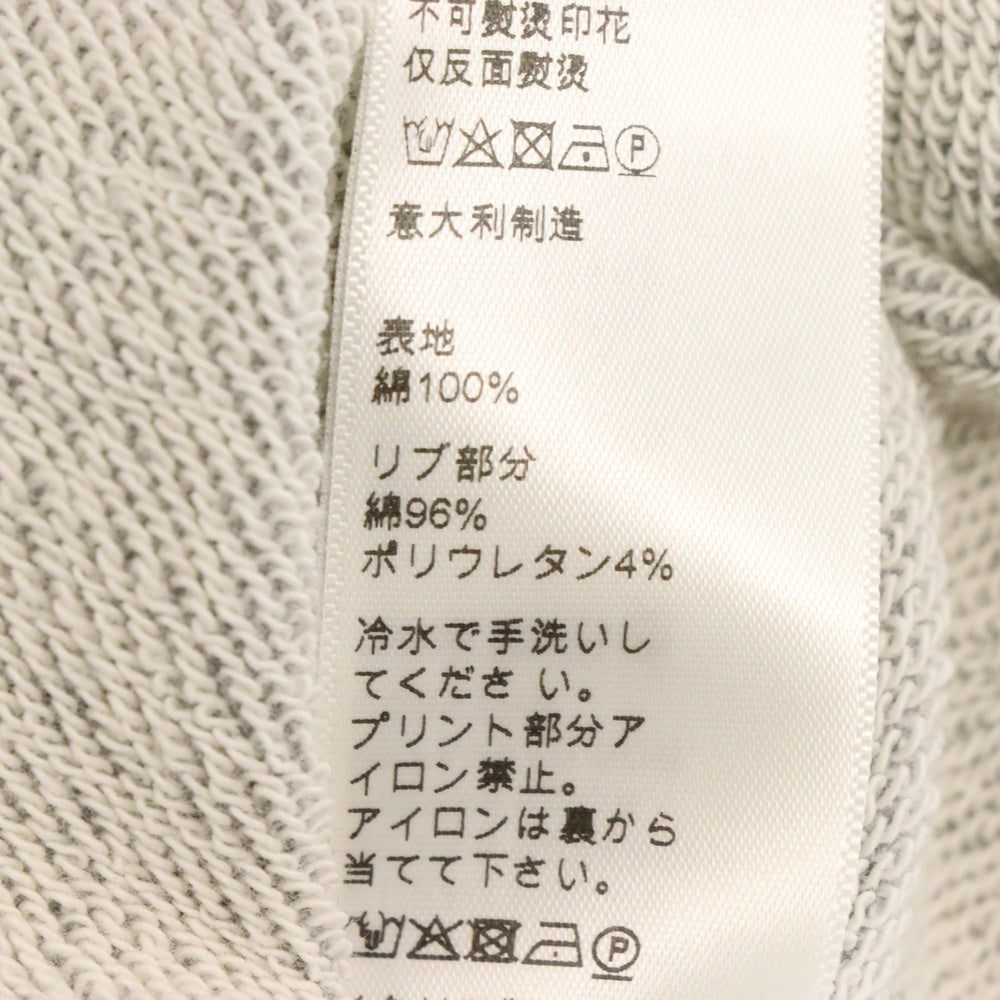 不可熨烫印花
仅反面熨烫
P
意大利制造
表地
綿100%
リブ部分
綿96%
ポリウレタン4%
冷水で手洗いし
てくださ い。
プリント部分ア
イロン禁止。
アイロンは裏から
当てて下さい。
P